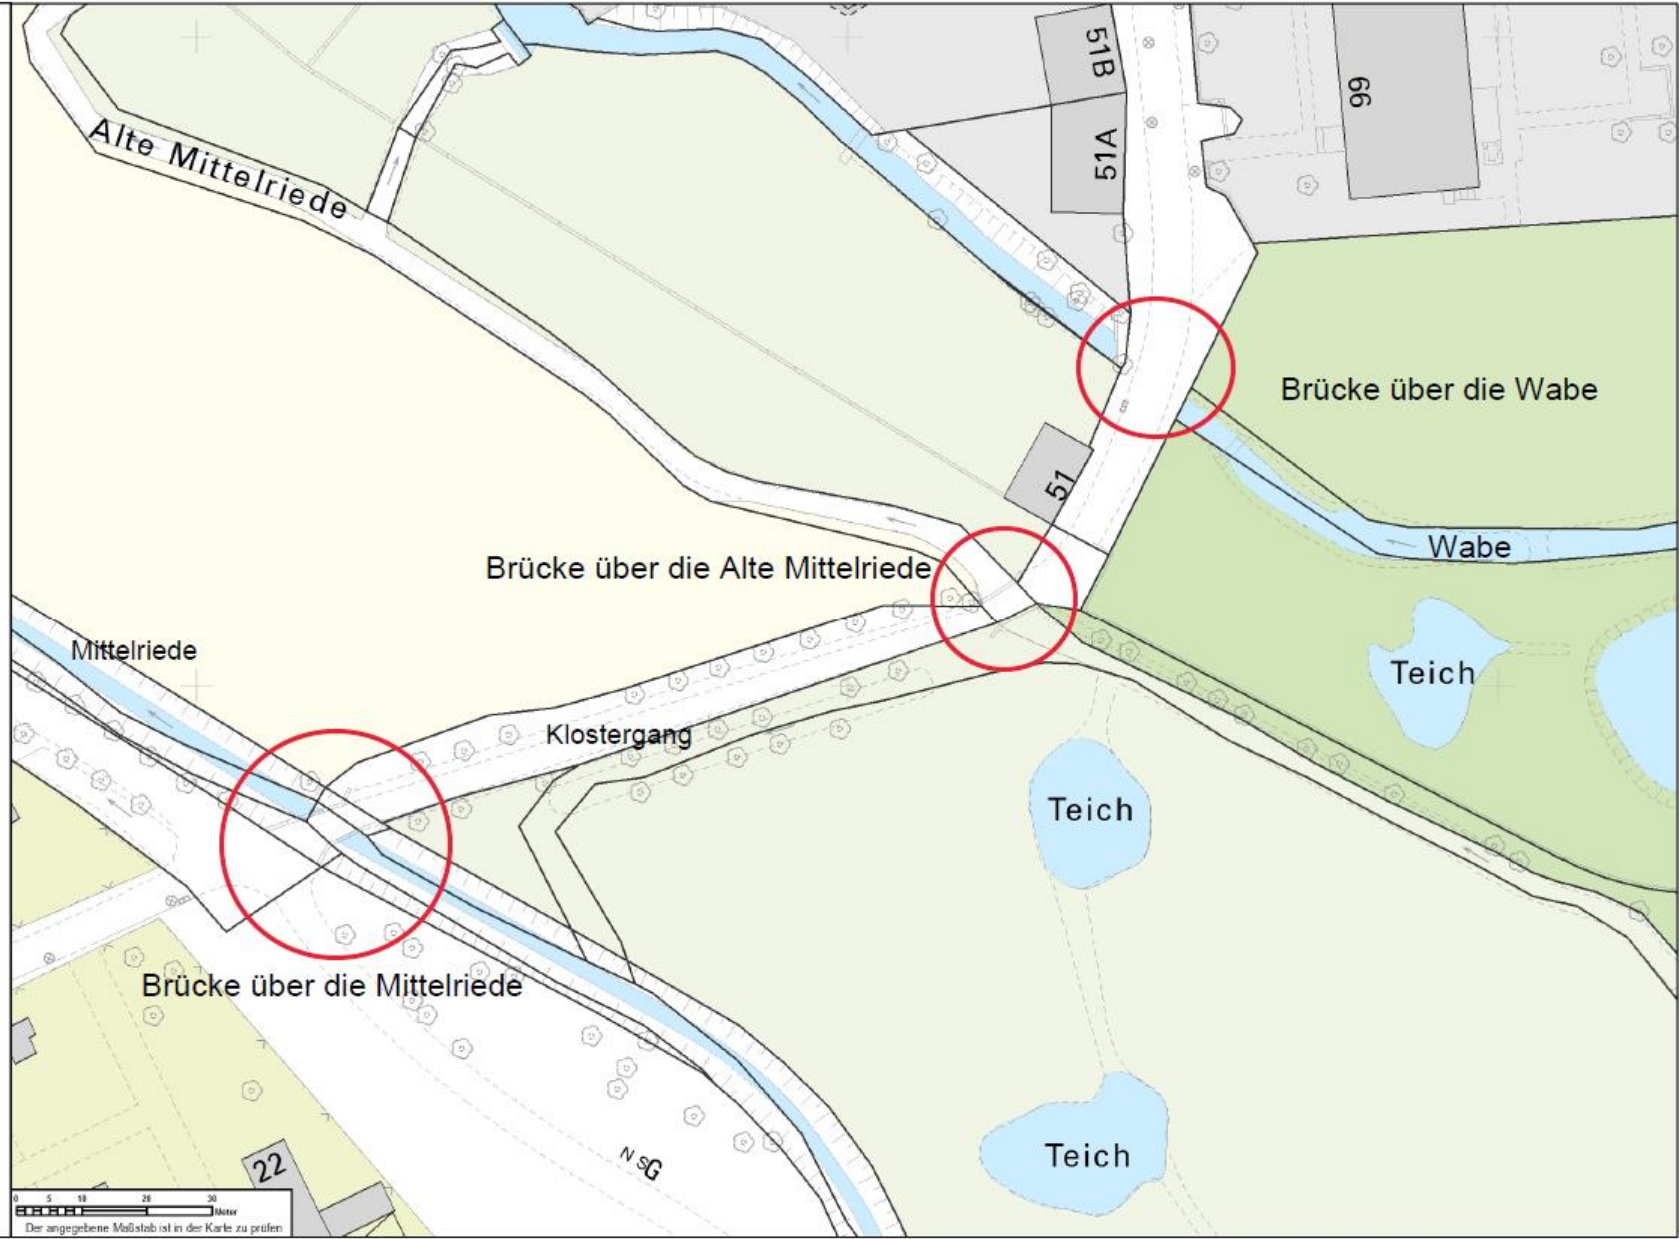 51B
66
51A
Alte Mittelriede
Brücke über die Wabe
51
Wabe
Brücke über die Alte Mittelriede
Mittelriede
Teich
Klostergang
Teich
Brücke über die Mittelriede
Teich
NSG
22
0 5 10 20 30
Meter
Der angegebene Maßstab ist in der Karte zu prüfen